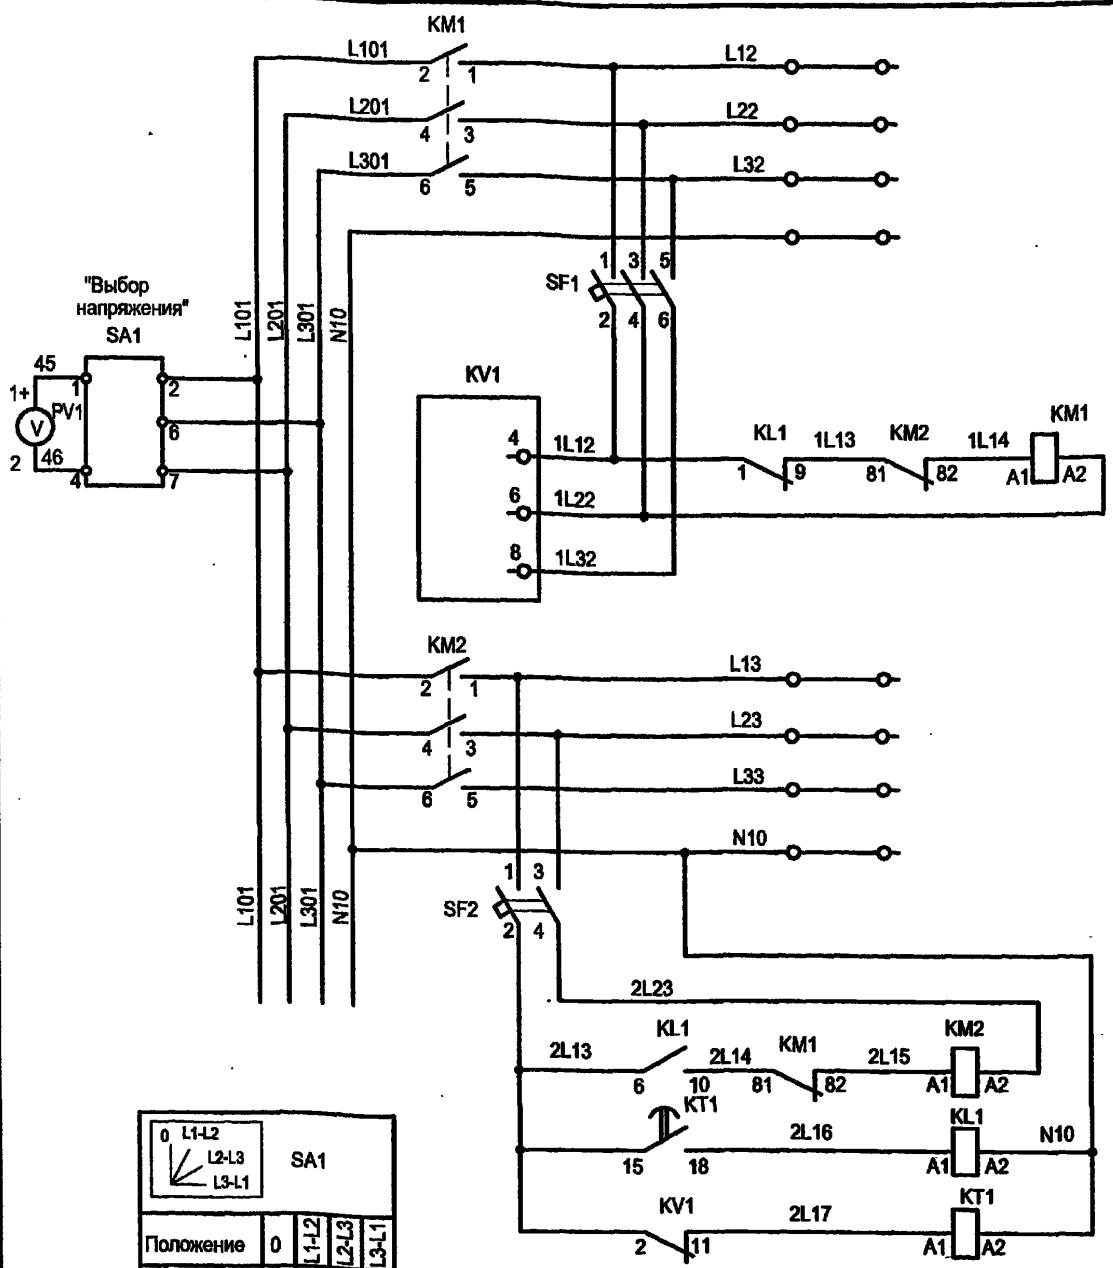 KM1
L101
L12
2 1
L201
L22
4 3
L301
L32
6 5
1 3 5
SF1
2 4 6
"Выбор
напряжения"
SA1
L101
L201
L301
N10
45
1+
PV1
V
2
46
1
4
2
6
7
KV1
4
1L12
6
1L22
8
1L32
KL1
1L13
KM2
1L14
KM1
1 9
81 82
A1 A2
KM2
L13
2 1
L23
4 3
L33
6 5
N10
1 3
SF2
2 4
L101
L201
L301
N10
2L23
KL1
KM1
KM2
2L13
2L14
2L15
6 10
81 82
A1 A2
KT1
KL1
2L16
N10
15 18
A1 A2
KV1
KT1
2L17
2 11
A1 A2
0 L1-L2
L2-L3
L3-L1
SA1
Положение 0 L1-L2 L2-L3 L3-L1